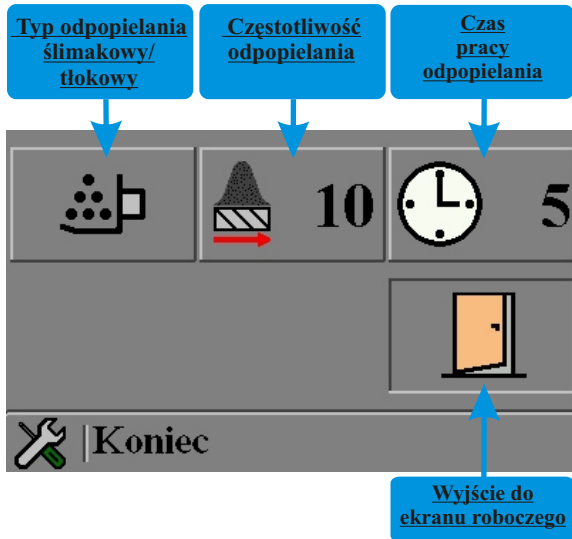 Typ odpopielania
ślimakowy/
tłokowy
Częstotliwość
odpopielania
Czas
pracy
odpopielania
10
5
|Koniec
Wyjście do
ekranu roboczego